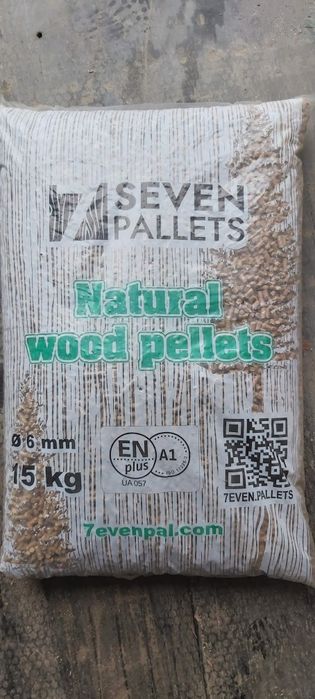 SEVEN
PALLETS
Natural
wood pellets
Ø 6 mm
15 kg
EN
plus
A1
UA 057
7EVEN.PALLETS
7evenpal.com